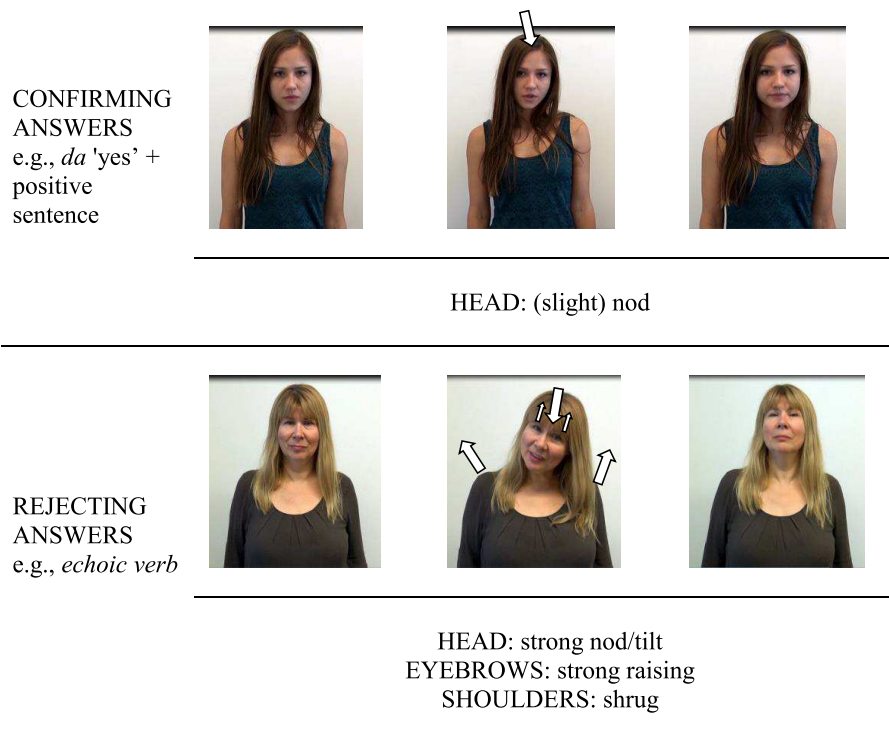 CONFIRMING
ANSWERS
e.g., da 'yes’ +
positive
sentence
HEAD: (slight) nod
REJECTING
ANSWERS
e.g., echoic verb
HEAD: strong nod/tilt
EYEBROWS: strong raising
SHOULDERS: shrug